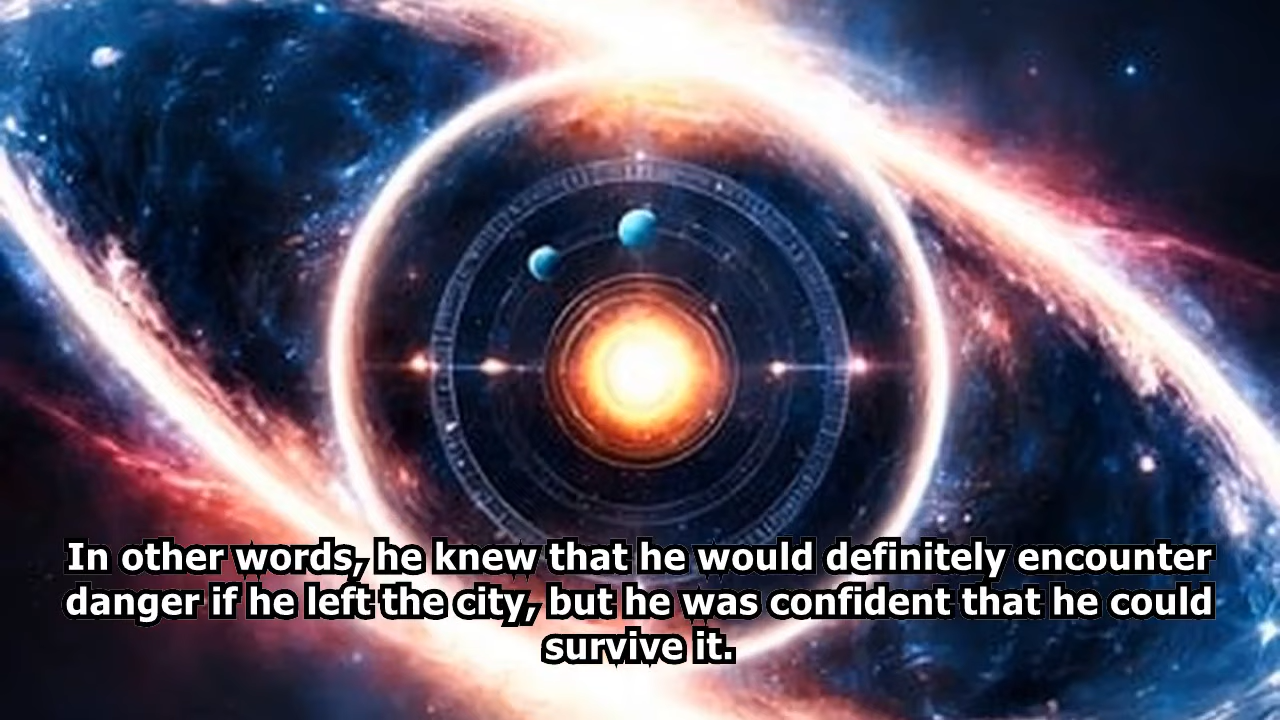 In other words, he knew that he would definitely encounter
danger if he left the city, but he was confident that he could
survive it.